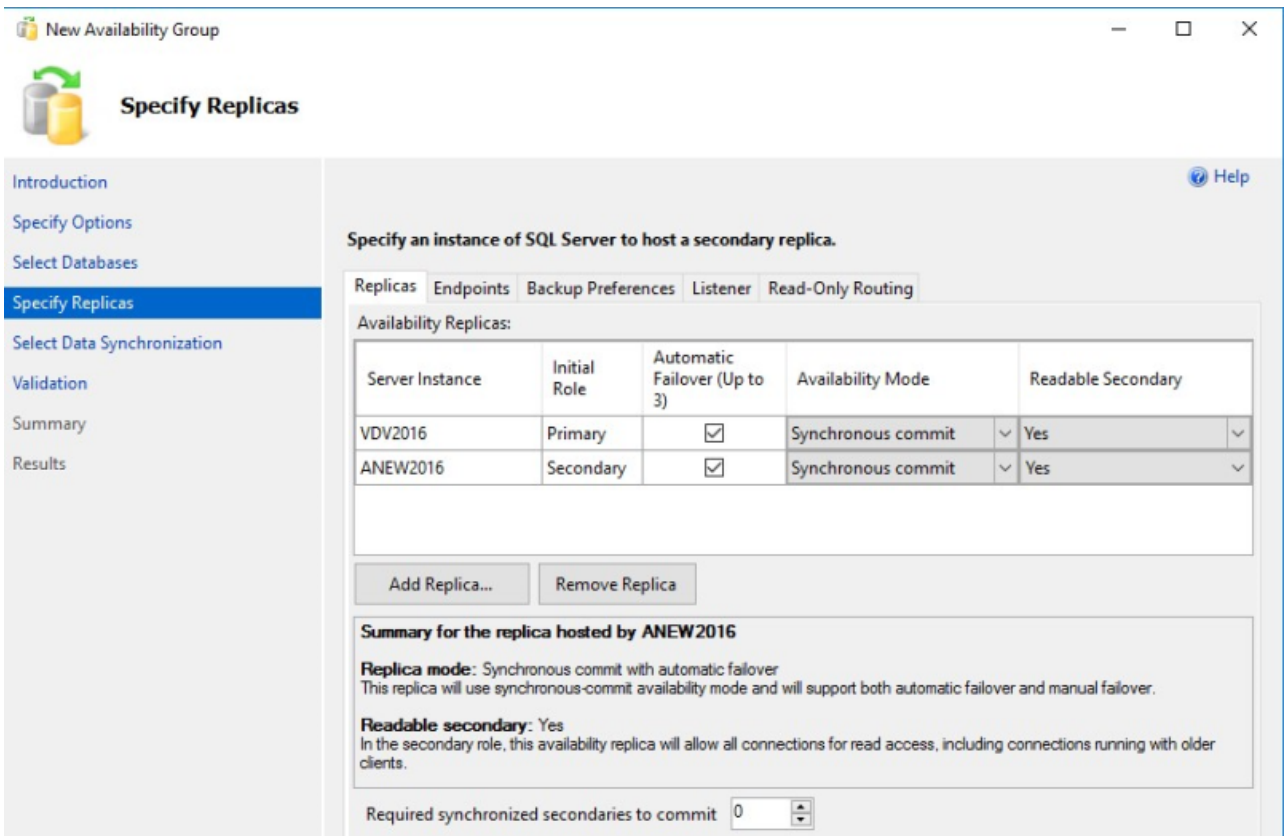 New Availability Group
Specify Replicas
Introduction
Specify Options
Select Databases
Specify Replicas
Select Data Synchronization
Validation
Summary
Results
Help
Specify an instance of SQL Server to host a secondary replica.
Replicas Endpoints Backup Preferences Listener Read-Only Routing
Availability Replicas:
Server Instance Initial Role Automatic Failover (Up to 3) Availability Mode Readable Secondary
VDV2016 Primary Synchronous commit Yes
ANEW2016 Secondary Synchronous commit Yes
Add Replica... Remove Replica
Summary for the replica hosted by ANEW2016
Replica mode: Synchronous commit with automatic failover
This replica will use synchronous-commit availability mode and will support both automatic failover and manual failover.
Readable secondary: Yes
In the secondary role, this availability replica will allow all connections for read access, including connections running with older
clients.
Required synchronized secondaries to commit 0